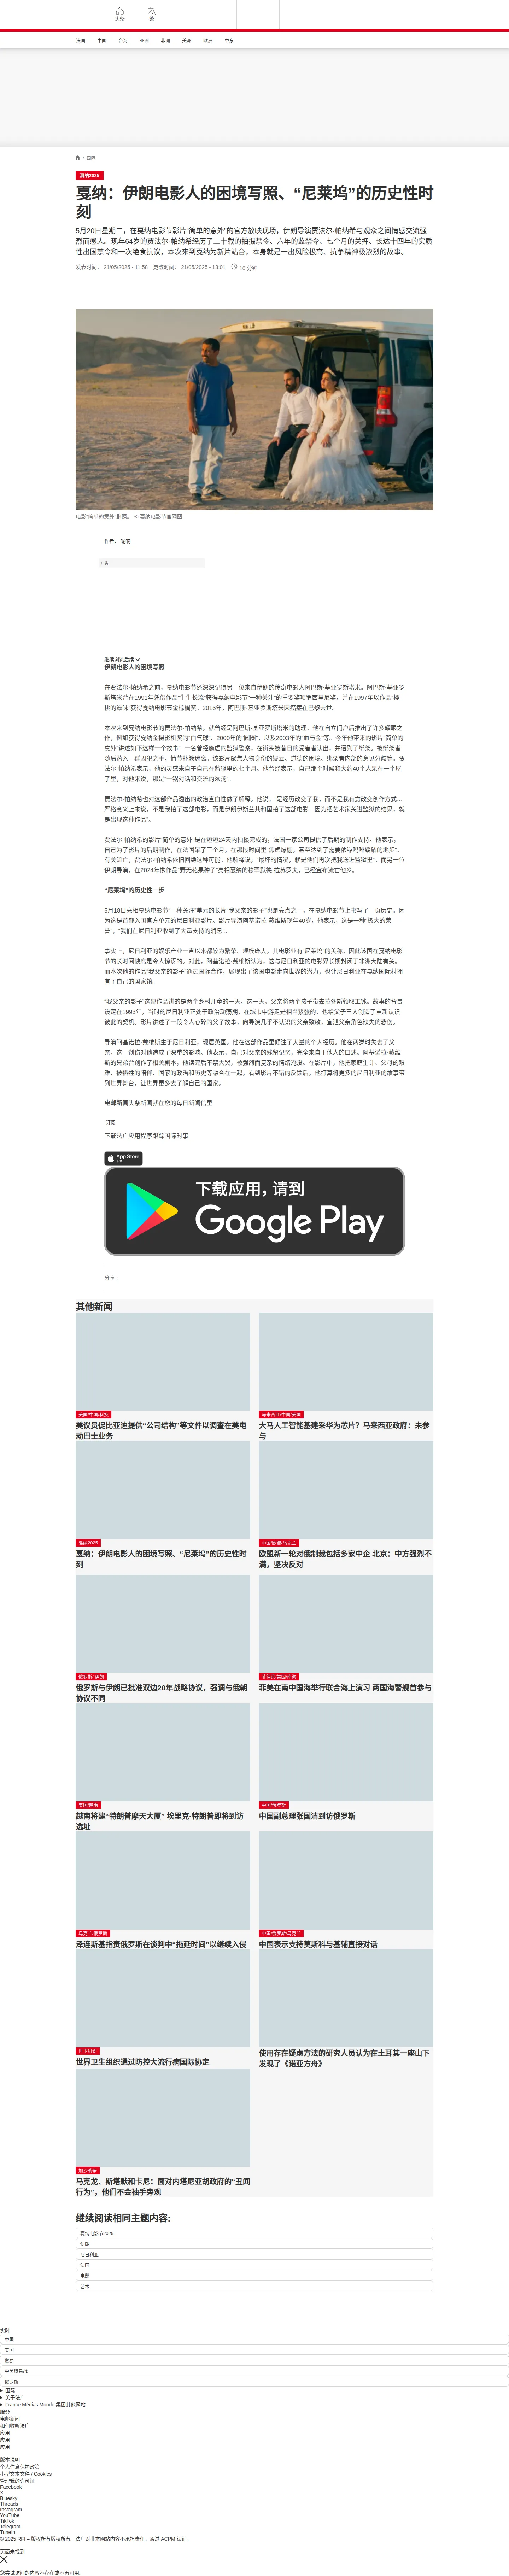 头条
繁
法国
中国
台海
亚洲
非洲
美洲
欧洲
中东
/ 国际
戛纳2025
戛纳：伊朗电影人的困境写照、“尼莱坞”的历史性时
刻
5月20日星期二，在戛纳电影节影片“简单的意外”的官方放映现场，伊朗导演贾法尔·帕纳希与观众之间情感交流强
烈而感人。现年64岁的贾法尔·帕纳希经历了二十载的拍摄禁令、六年的监禁令、七个月的关押、长达十四年的实质
性出国禁令和一次绝食抗议，本次来到戛纳为新片站台，本身就是一出风险极高、抗争精神极浓烈的故事。
发表时间： 21/05/2025 - 11:58 更改时间： 21/05/2025 - 13:01 10 分钟
电影“简单的意外”剧照。 © 戛纳电影节官网图
作者：
广告
继续浏览后续
伊朗电影人的困境写照
在贾法尔·帕纳希之前，戛纳电影节还深深记得另一位来自伊朗的传奇电影人阿巴斯·基亚罗斯塔米。阿巴斯·基亚罗
斯塔米曾在1991年凭借作品“生生长流”获得戛纳电影节“一种关注”的重要奖项罗西里尼奖，并在1997年以作品“樱
桃的滋味”获得戛纳电影节金棕榈奖。2016年，阿巴斯·基亚罗斯塔米因癌症在巴黎去世。
本次来到戛纳电影节的贾法尔·帕纳希，就曾经是阿巴斯·基亚罗斯塔米的助理。他在自立门户后推出了许多耀眼之
作，例如获得戛纳金摄影机奖的“白气球”、2000年的“圆圈”，以及2003年的“血与金”等。今年他带来的影片“简单的
意外”讲述如下这样一个故事：一名曾经施虐的监狱警察，在街头被昔日的受害者认出，并遭到了绑架。被绑架者
随后落入一群囚犯之手，情节扑朔迷离。该影片聚焦人物身份的疑云、道德的困境、绑架者内部的意见分歧等。贾
法尔·帕纳希表示，他的灵感来自于自己在监狱里的七个月。他曾经表示，自己那个时候和大约40个人呆在一个屋
子里，对他来说，那是“一锅对话和交流的浓汤”。
贾法尔·帕纳希也对这部作品透出的政治直白性做了解释。他说，“是经历改变了我，而不是我有意改变创作方式…
严格意义上来说，不是我拍了这部电影，而是伊朗伊斯兰共和国拍了这部电影…因为把艺术家关进监狱的结果，就
是出现这种作品”。
贾法尔·帕纳希的影片“简单的意外”是在短短24天内拍摄完成的，法国一家公司提供了后期的制作支持。他表示，
自己为了影片的后期制作，在法国呆了三个月，在那段时间里“焦虑爆棚，甚至达到了需要依靠吗啡缓解的地步”。
有关流亡，贾法尔·帕纳希依旧回绝这种可能。他解释说，“最坏的情况，就是他们再次把我送进监狱里”。而另一位
伊朗导演，在2024年携作品“野无花果种子”亮相戛纳的穆罕默德·拉苏罗夫，已经宣布流亡他乡。
“尼莱坞”的历史性一步
5月18日亮相戛纳电影节“一种关注”单元的长片“我父亲的影子”也是亮点之一，在戛纳电影节上书写了一页历史。因
为这是首部入围官方单元的尼日利亚影片。影片导演阿基诺拉·戴维斯现年40岁，他表示，这是一种“极大的荣
誉”，“我们在尼日利亚收到了大量支持的消息”。
事实上，尼日利亚的娱乐产业一直以来都较为繁荣、规模庞大，其电影业有“尼莱坞”的美称。因此该国在戛纳电影
节的长时间缺席是令人惊讶的。对此，阿基诺拉·戴维斯认为，这与尼日利亚的电影界长期封闭于非洲大陆有关。
而本次他的作品“我父亲的影子”通过国际合作，展现出了该国电影走向世界的潜力，也让尼日利亚在戛纳国际村拥
有了自己的国家馆。
“我父亲的影子”这部作品讲的是两个乡村儿童的一天。这一天，父亲将两个孩子带去拉各斯领取工钱。故事的背景
设定在1993年，当时的尼日利亚正处于政治动荡期，在城市中游走是相当紧张的，也给父子三人创造了重新认识
彼此的契机。影片讲述了一段令人心碎的父子故事，向导演几乎不认识的父亲致敬，宣泄父亲角色缺失的悲伤。
导演阿基诺拉·戴维斯生于尼日利亚，现居英国。他在这部作品里倾注了大量的个人经历。他在两岁时失去了父
亲，这一创伤对他造成了深重的影响。他表示，自己对父亲的残留记忆，完全来自于他人的口述。阿基诺拉·戴维
斯的兄弟曾创作了相关剧本，他读完后不禁大哭，被强烈而复杂的情绪淹没。在影片中，他把家庭生计、父母的艰
难、被牺牲的陪伴、国家的政治和历史等融合在一起，看到影片不错的反馈后，他打算将更多的尼日利亚的故事带
到世界舞台，让世界更多去了解自己的国家。
电邮新闻头条新闻就在您的每日新闻信里
订阅
下载法广应用程序跟踪国际时事
App Store
下载应用，请到
Google Play
分享 :
其他新闻
美国/中国/科技
美议员促比亚迪提供“公司结构”等文件以调查在美电
动巴士业务
马来西亚/中国/美国
大马人工智能基建采华为芯片？马来西亚政府：未参
与
戛纳2025
戛纳：伊朗电影人的困境写照、“尼莱坞”的历史性时
刻
中国/欧盟/乌克兰
欧盟新一轮对俄制裁包括多家中企 北京：中方强烈不
满，坚决反对
俄罗斯/ 伊朗
俄罗斯与伊朗已批准双边20年战略协议，强调与俄朝
协议不同
菲律宾/美国/南海
菲美在南中国海举行联合海上演习 两国海警舰首参与
美国/越南
越南将建“特朗普摩天大厦” 埃里克·特朗普即将到访
选址
中国/俄罗斯
中国副总理张国清到访俄罗斯
乌克兰/俄罗斯
泽连斯基指责俄罗斯在谈判中“拖延时间”以继续入侵
中国/俄罗斯/乌克兰
中国表示支持莫斯科与基辅直接对话
世卫组织
世界卫生组织通过防控大流行病国际协定
使用存在疑虑方法的研究人员认为在土耳其一座山下
发现了《诺亚方舟》
加沙战争
马克龙、斯塔默和卡尼：面对内塔尼亚胡政府的“丑闻
行为”，他们不会袖手旁观
继续阅读相同主题内容:
戛纳电影节2025
伊朗
尼日利亚
法国
电影
艺术
实时
中国
美国
贸易
中美贸易战
俄罗斯
国际
关于法广
France Médias Monde 集团其他网站
服务
电邮新闻
如何收听法广
应用
应用
应用
版本说明
个人信息保护政策
小型文本文件 / Cookies
管理我的许可证
Facebook
X
Bluesky
Threads
Instagram
YouTube
TikTok
Telegram
TuneIn
© 2025 RFI – 版权所有版权所有。法广对非本网站内容不承担责任。通过 ACPM 认证。
页面未找到
您尝试访问的内容不存在或不再可用。